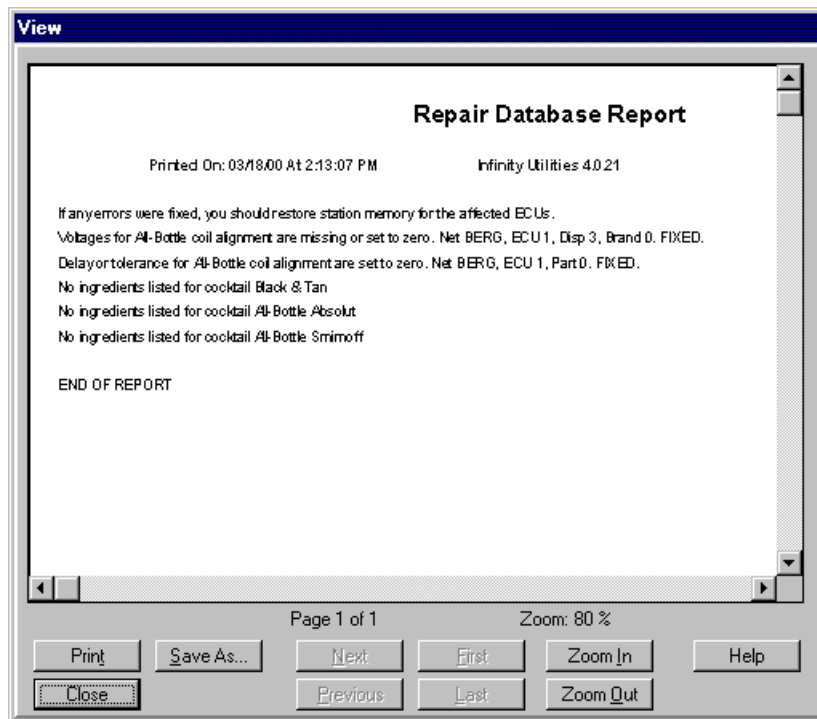 View
Repair Database Report
Printed On: 03/18/00 At 2:13:07 PM Infinity Utilities 4.0.21
If any errors were fixed, you should restore station memory for the affected ECUs.
Voltages for All-Bottle coil alignment are missing or set to zero. Net BERG, ECU 1, Disp 3, Brand 0. FIXED.
Delay or tolerance for All-Bottle coil alignment are set to zero. Net BERG, ECU 1, Part 0. FIXED.
No ingredients listed for cocktail Black & Tan
No ingredients listed for cocktail All-Bottle Absolut
No ingredients listed for cocktail All-Bottle Smirnoff
END OF REPORT
Page 1 of 1 Zoom: 80 %
Print Save As... Next First Zoom In Help
Close Previous Last Zoom Out